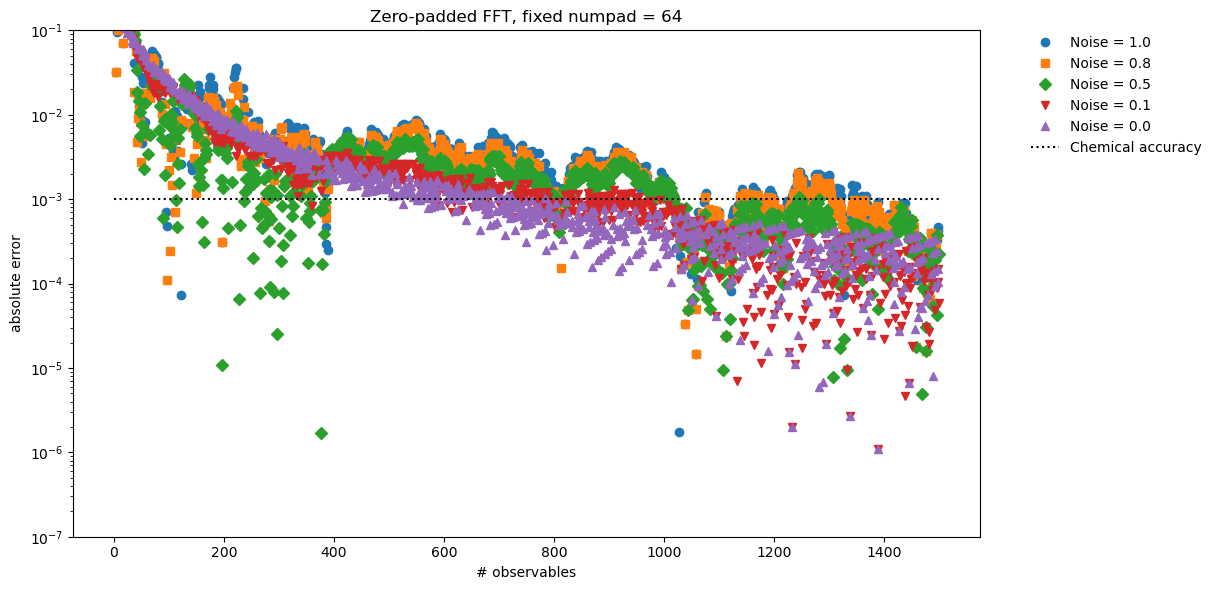 Zero-padded FFT, fixed numpad = 64
absolute error
10⁻¹
10⁻²
10⁻³
10⁻⁴
10⁻⁵
10⁻⁶
10⁻⁷
0 200 400 600 800 1000 1200 1400
# observables
Noise = 1.0
Noise = 0.8
Noise = 0.5
Noise = 0.1
Noise = 0.0
Chemical accuracy